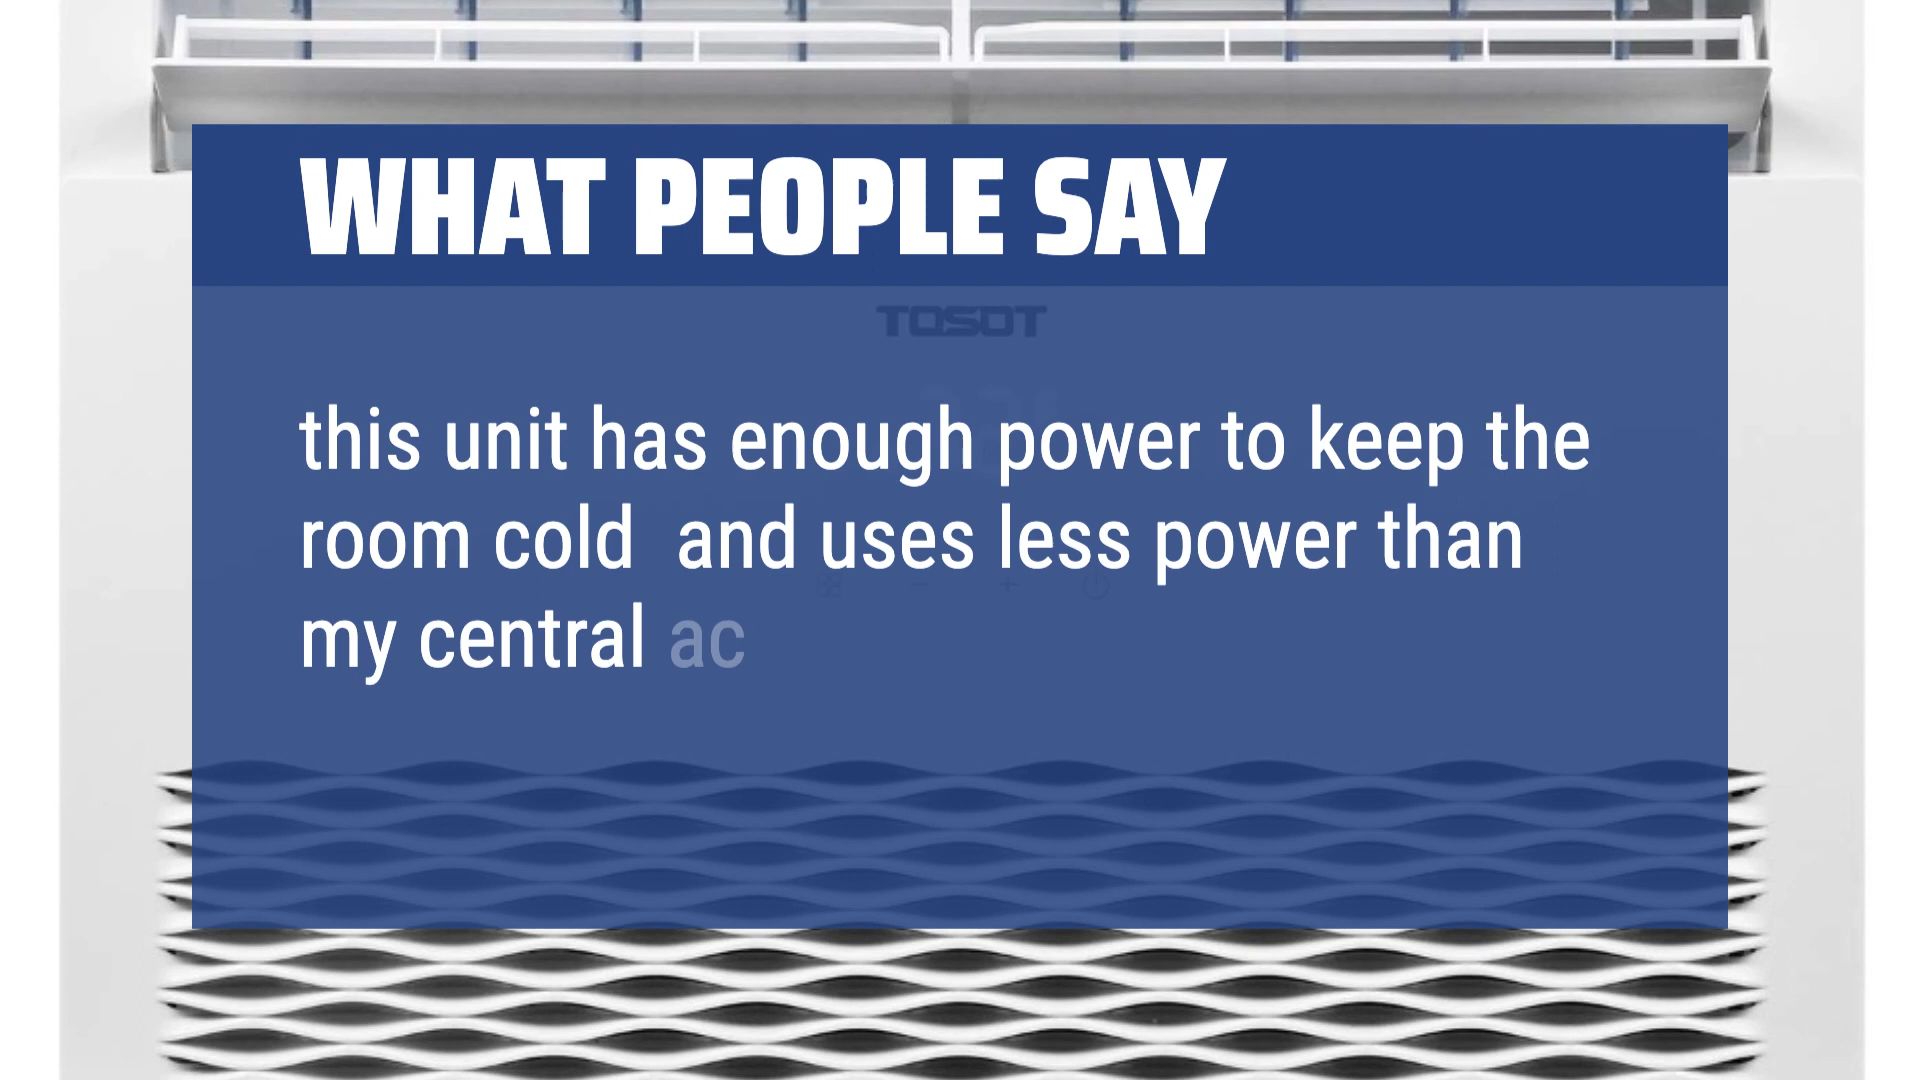 WHAT PEOPLE SAY
TOSOT
this unit has enough power to keep the
room cold  and uses less power than
my central ac